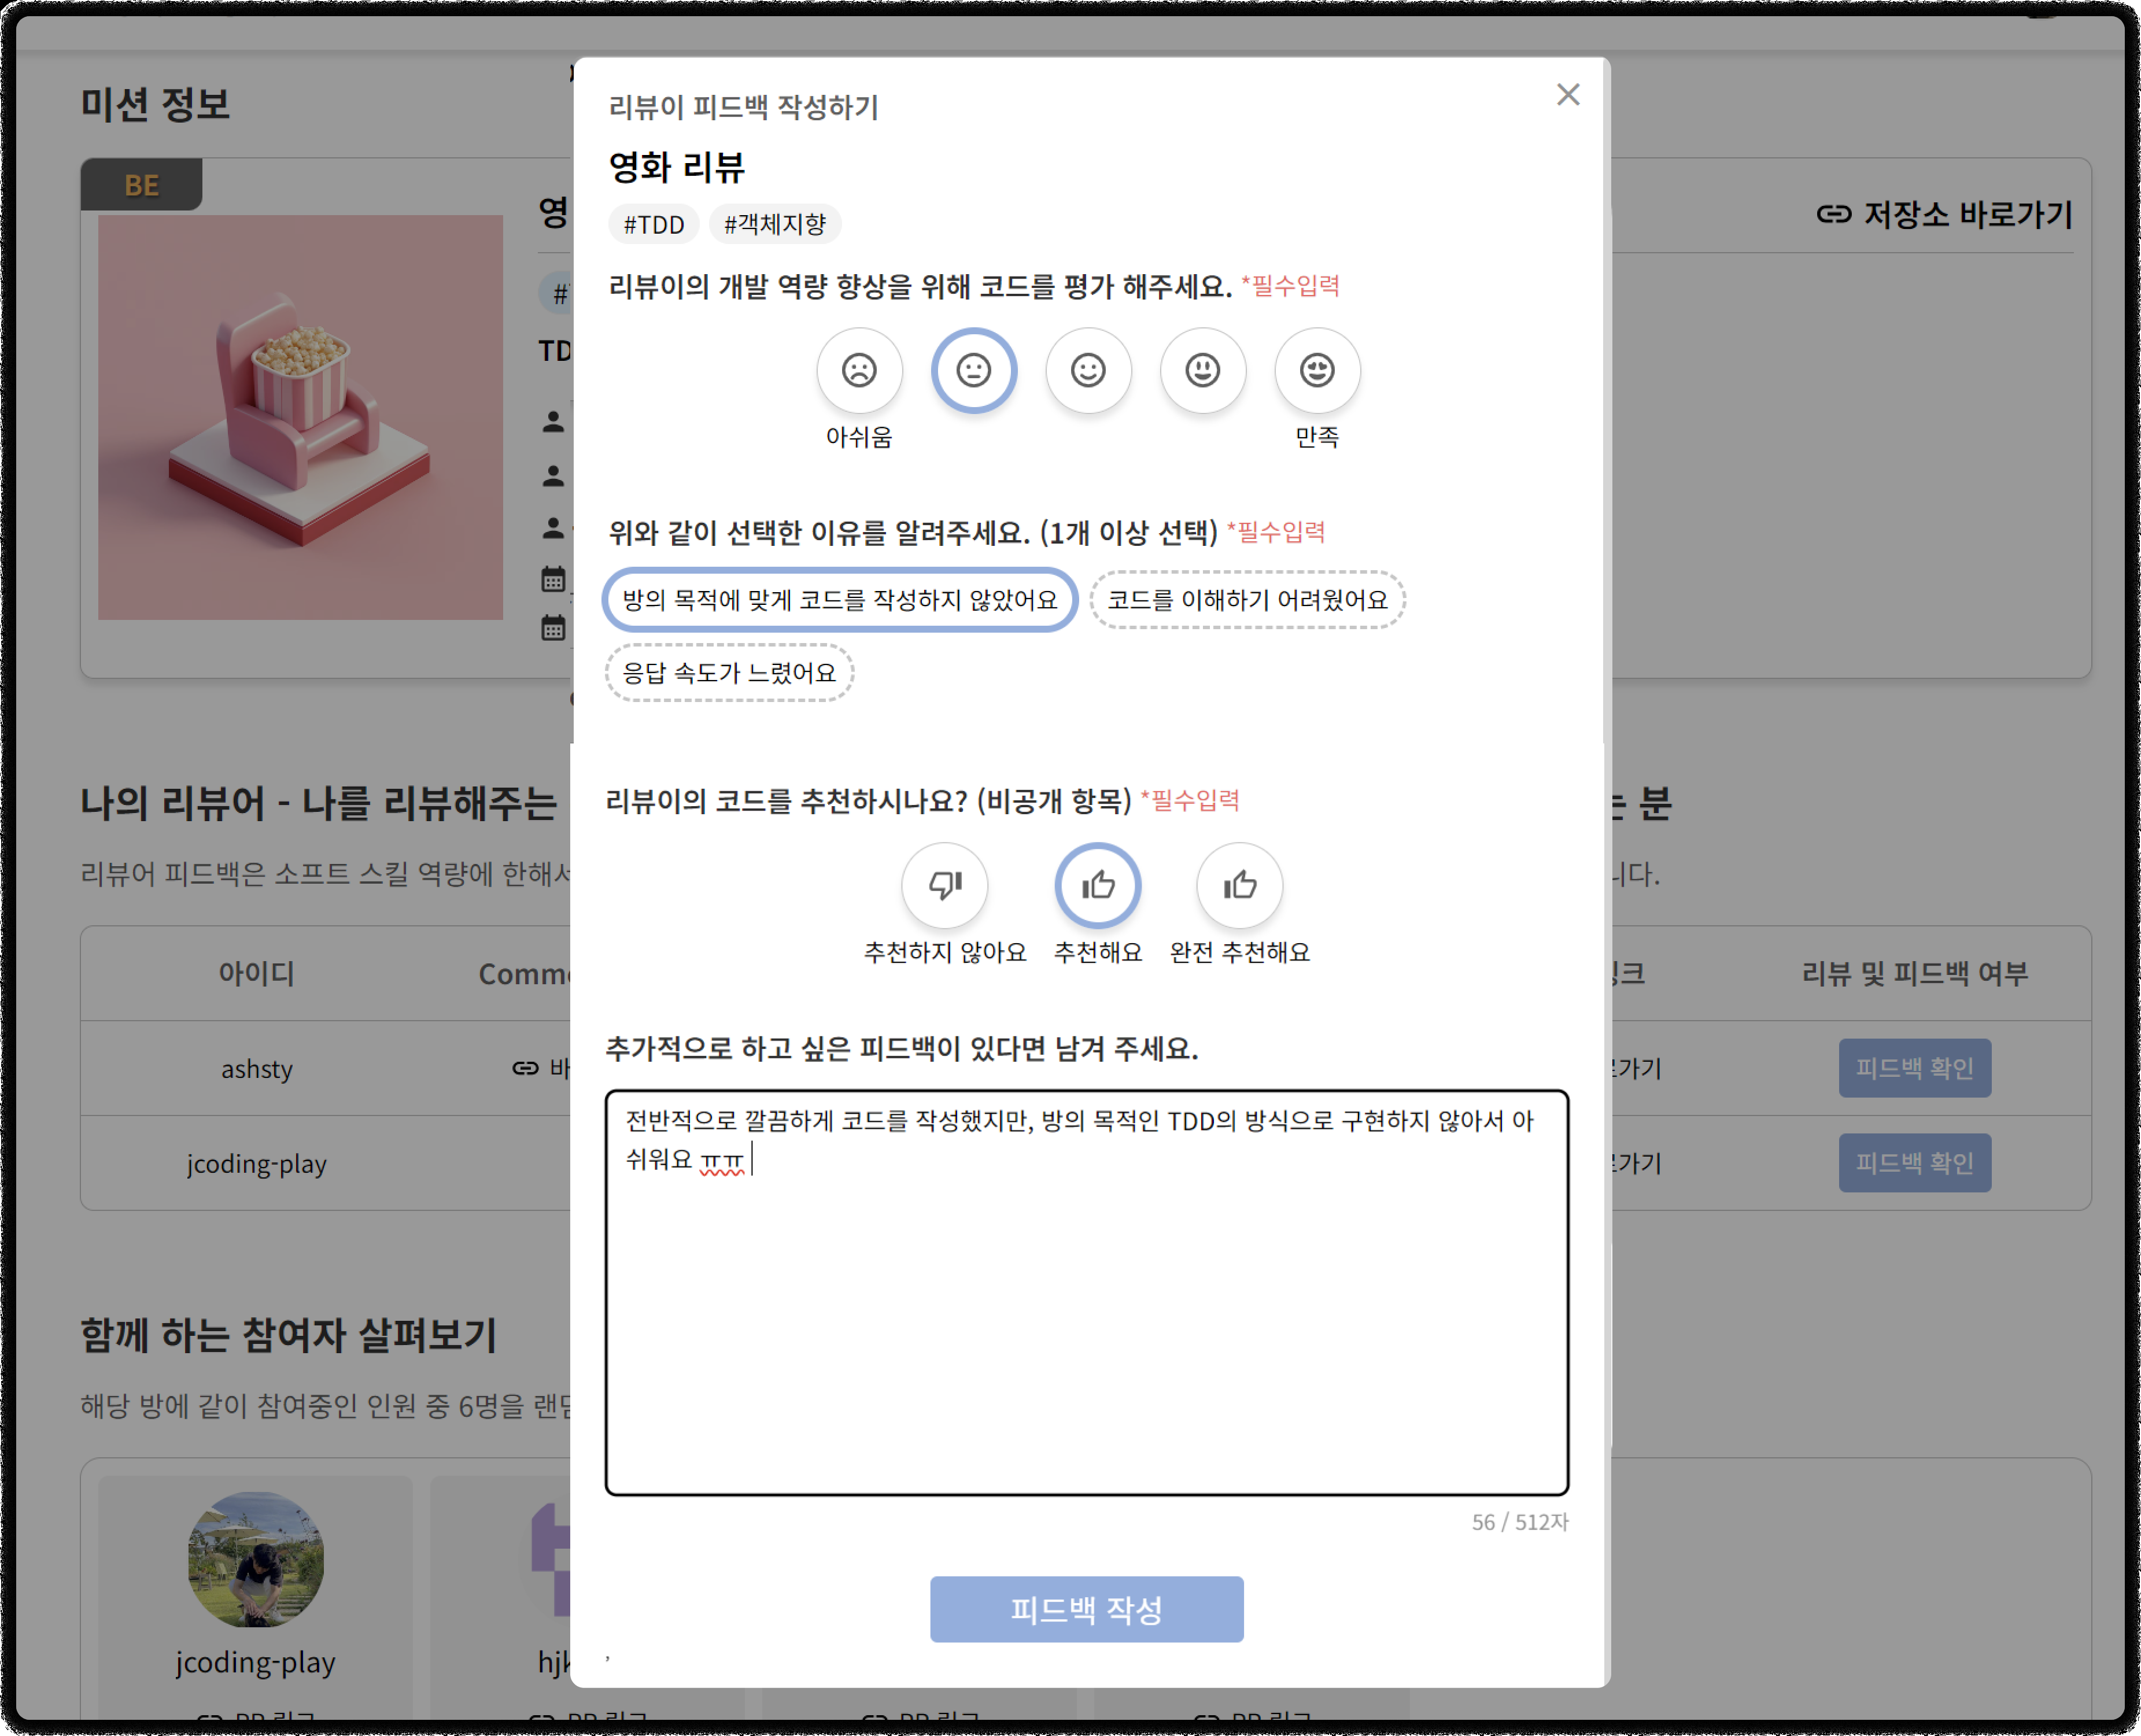 미션 정보
BE
저장소 바로가기
TD
리뷰이 피드백 작성하기
영화 리뷰
#TDD #객체지향
리뷰이의 개발 역량 향상을 위해 코드를 평가 해주세요. *필수입력
아쉬움 만족
위와 같이 선택한 이유를 알려주세요. (1개 이상 선택) *필수입력
방의 목적에 맞게 코드를 작성하지 않았어요 코드를 이해하기 어려웠어요
응답 속도가 느렸어요
리뷰이의 코드를 추천하시나요? (비공개 항목) *필수입력
추천하지 않아요 추천해요 완전 추천해요
추가적으로 하고 싶은 피드백이 있다면 남겨 주세요.
전반적으로 깔끔하게 코드를 작성했지만, 방의 목적인 TDD의 방식으로 구현하지 않아서 아
쉬워요 ㅠㅠ
56 / 512자
피드백 작성
나의 리뷰어 - 나를 리뷰해주는
분
리뷰어 피드백은 소프트 스킬 역량에 한해서
니다.
아이디
리뷰 및 피드백 여부
ashsty
피드백 확인
jcoding-play
피드백 확인
함께 하는 참여자 살펴보기
해당 방에 같이 참여중인 인원 중 6명을
jcoding-play